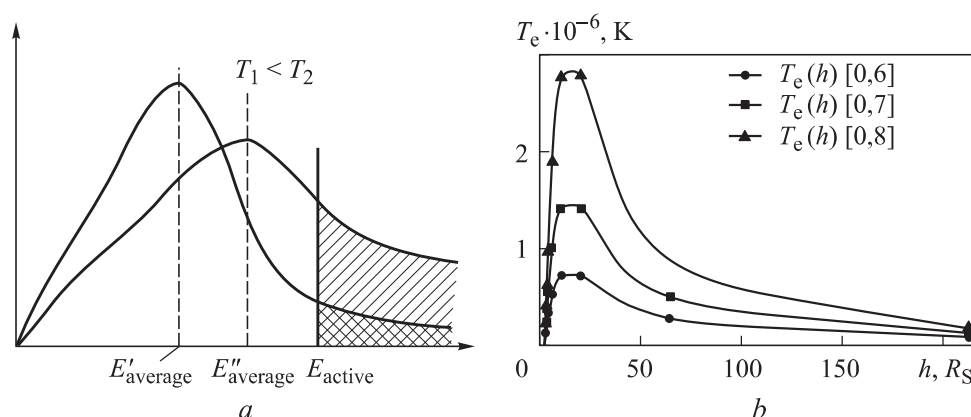 T₁ < T₂
E′average
E″average
Eactive
a
Tₑ·10⁻⁶, K
Tₑ(h) [0,6]
Tₑ(h) [0,7]
Tₑ(h) [0,8]
2
1
0
50
100
150
h, R_S
b